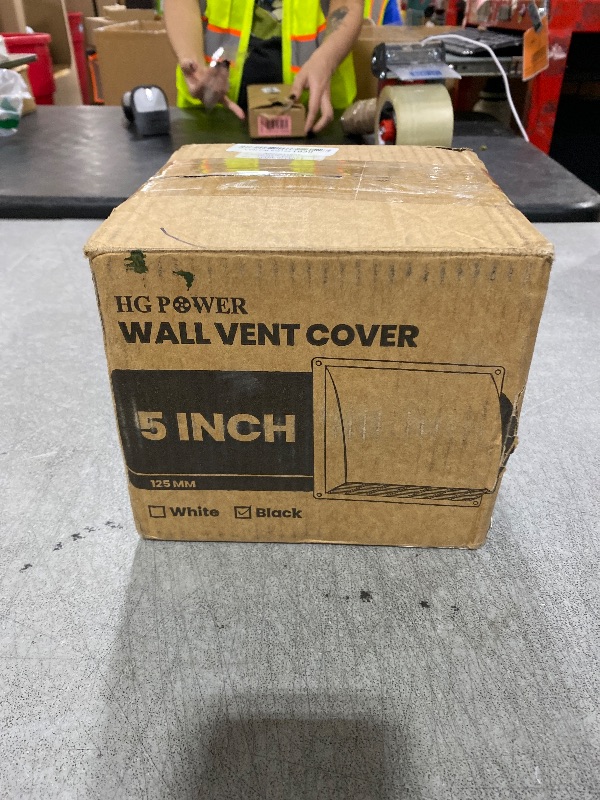 HG POWER
WALL VENT COVER
5 INCH
125 MM
White Black